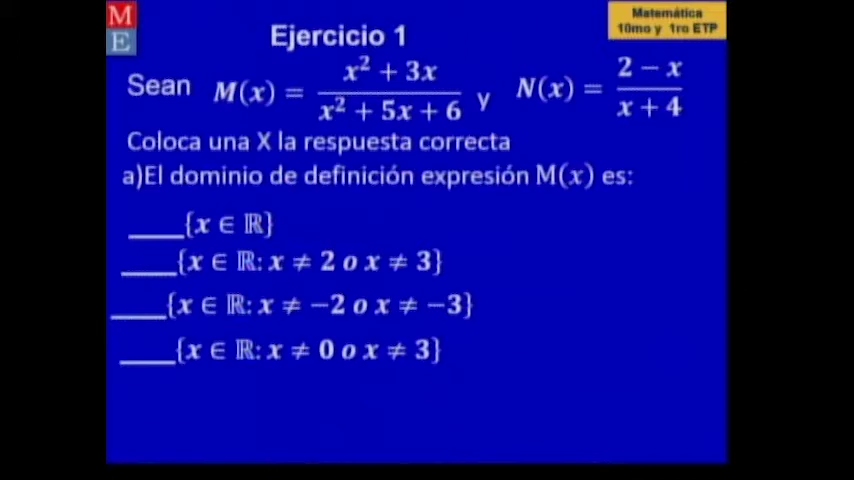 M
E
Matemática
10mo y 1ro ETP
Ejercicio 1
Sean M(x) = (x² + 3x)/(x² + 5x + 6) y N(x) = (2 − x)/(x + 4)
Coloca una X la respuesta correcta
a)El dominio de definición expresión M(x) es:
____{x ∈ ℝ}
____{x ∈ ℝ: x ≠ 2 o x ≠ 3}
____{x ∈ ℝ: x ≠ −2 o x ≠ −3}
____{x ∈ ℝ: x ≠ 0 o x ≠ 3}